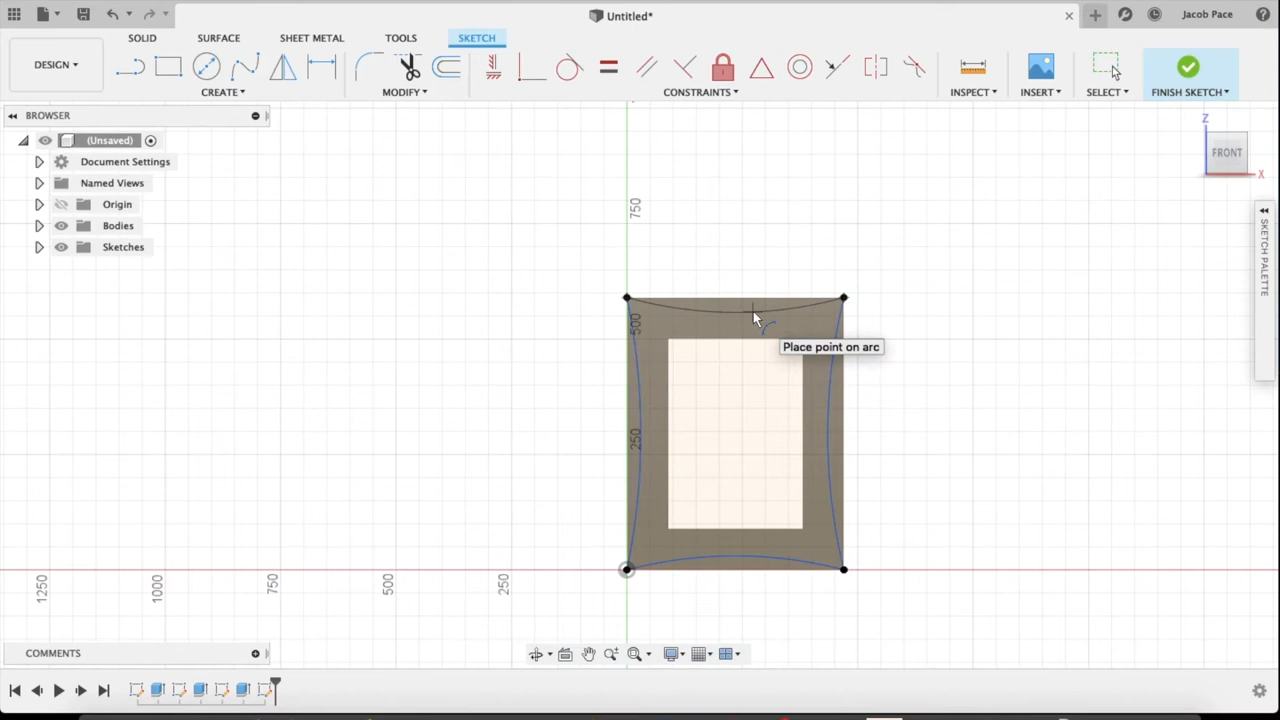 Untitled*
Jacob Pace
DESIGN
SOLID
SURFACE
SHEET METAL
TOOLS
SKETCH
CREATE
MODIFY
CONSTRAINTS
INSPECT
INSERT
SELECT
FINISH SKETCH
BROWSER
(Unsaved)
Document Settings
Named Views
Origin
Bodies
Sketches
Z
FRONT
X
SKETCH PALETTE
750
500
250
Place point on arc
1250
1000
750
500
250
COMMENTS